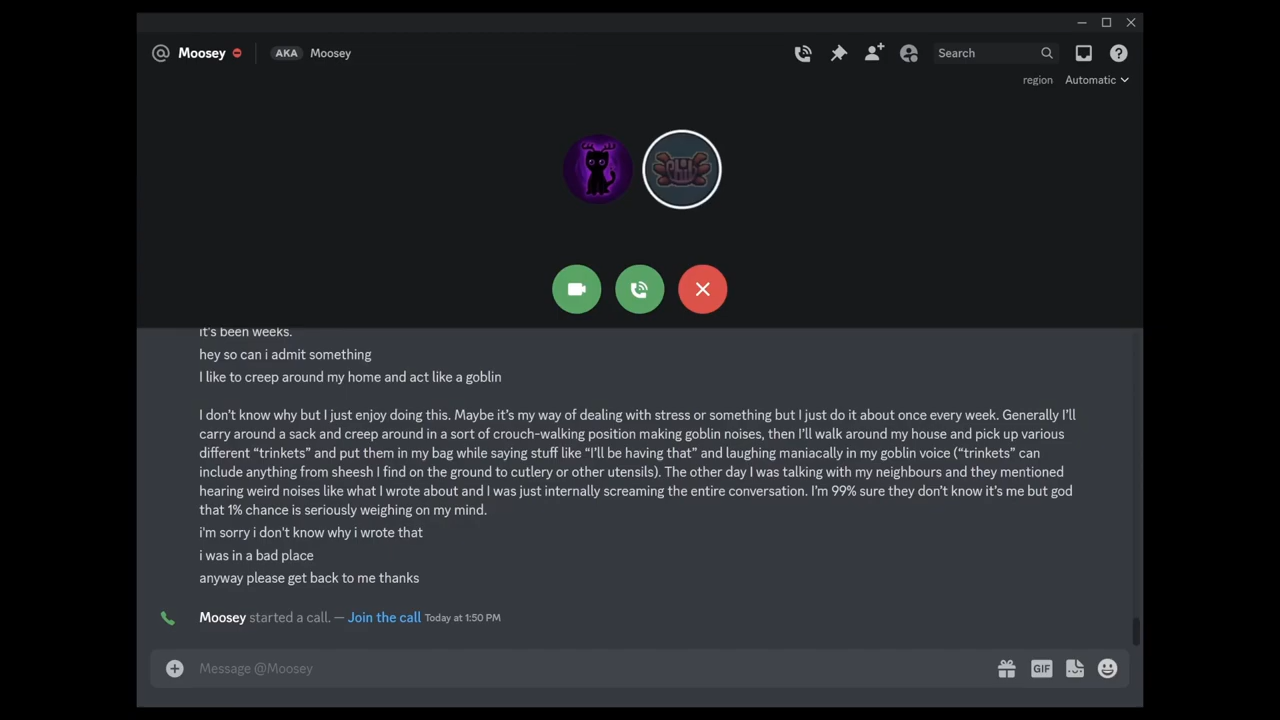 Moosey
AKA
Moosey
Search
region
Automatic
it's been weeks.
hey so can i admit something
I like to creep around my home and act like a goblin
I don't know why but I just enjoy doing this. Maybe it's my way of dealing with stress or something but I just do it about once every week. Generally I'll
carry around a sack and creep around in a sort of crouch-walking position making goblin noises, then I'll walk around my house and pick up various
different “trinkets” and put them in my bag while saying stuff like “I'll be having that” and laughing maniacally in my goblin voice (“trinkets” can
include anything from sheesh I find on the ground to cutlery or other utensils). The other day I was talking with my neighbours and they mentioned
hearing weird noises like what I wrote about and I was just internally screaming the entire conversation. I'm 99% sure they don't know it's me but god
that 1% chance is seriously weighing on my mind.
i'm sorry i don't know why i wrote that
i was in a bad place
anyway please get back to me thanks
Moosey started a call. — Join the call Today at 1:50 PM
Message @Moosey
GIF